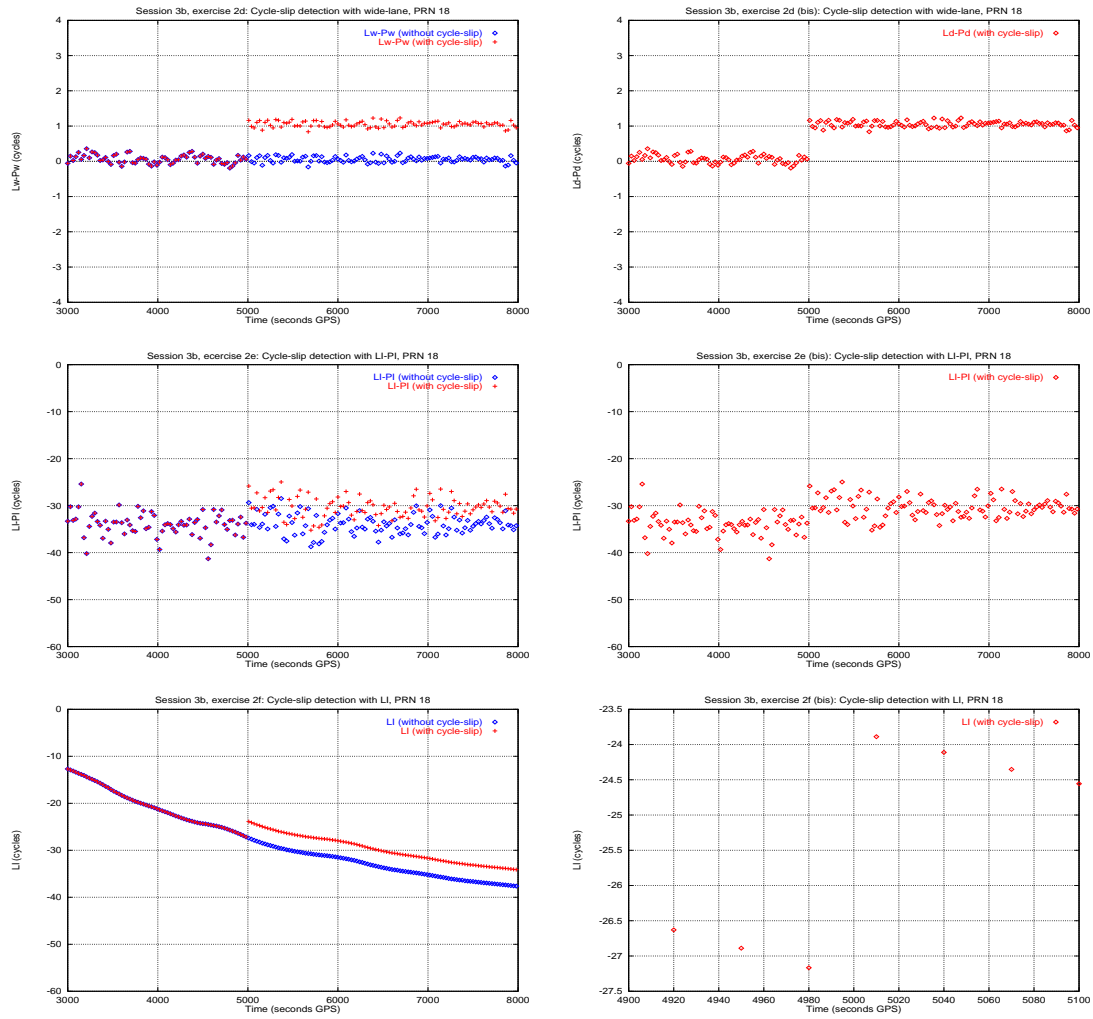 Session 3b, exercise 2d: Cycle-slip detection with wide-lane, PRN 18
Lw-Pw (without cycle-slip)
Lw-Pw (with cycle-slip)
4
3
2
1
0
-1
-2
-3
-4
Lw-Pw (cycles)
3000 4000 5000 6000 7000 8000
Time (seconds GPS)
Session 3b, exercise 2d (bis): Cycle-slip detection with wide-lane, PRN 18
Ld-Pd (with cycle-slip)
4
3
2
1
0
-1
-2
-3
-4
Ld-Pd (cycles)
3000 4000 5000 6000 7000 8000
Time (seconds GPS)
Session 3b, exercise 2e: Cycle-slip detection with LI-PI, PRN 18
LI-PI (without cycle-slip)
LI-PI (with cycle-slip)
0
-10
-20
-30
-40
-50
-60
LI-PI (cycles)
3000 4000 5000 6000 7000 8000
Time (seconds GPS)
Session 3b, exercise 2e (bis): Cycle-slip detection with LI-PI, PRN 18
LI-PI (with cycle-slip)
0
-10
-20
-30
-40
-50
-60
LI-PI (cycles)
3000 4000 5000 6000 7000 8000
Time (seconds GPS)
Session 3b, exercise 2f: Cycle-slip detection with LI, PRN 18
LI (without cycle-slip)
LI (with cycle-slip)
0
-10
-20
-30
-40
-50
-60
LI (cycles)
3000 4000 5000 6000 7000 8000
Time (seconds GPS)
Session 3b, exercise 2f (bis): Cycle-slip detection with LI, PRN 18
LI (with cycle-slip)
-23.5
-24
-24.5
-25
-25.5
-26
-26.5
-27
-27.5
LI (cycles)
4900 4920 4940 4960 4980 5000 5020 5040 5060 5080 5100
Time (seconds GPS)